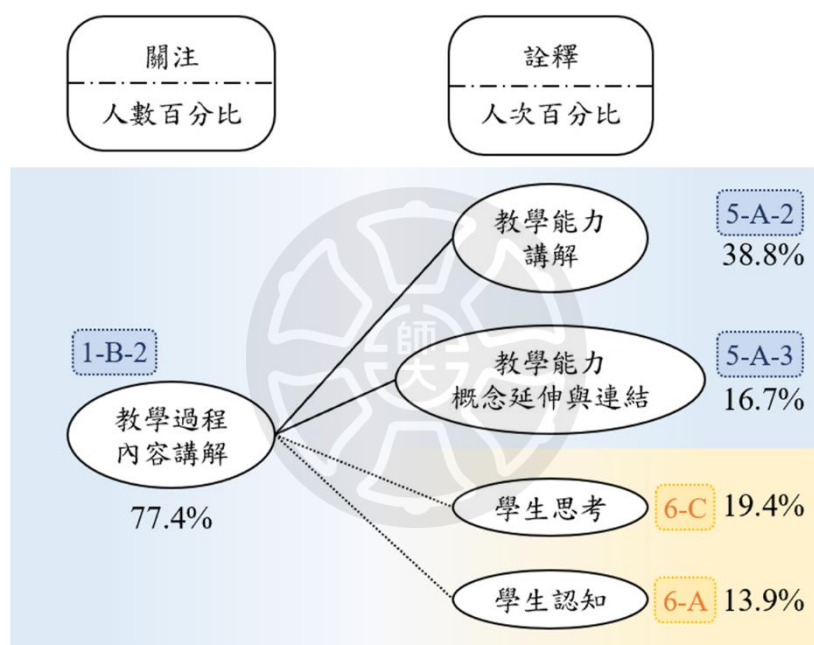 關注
人數百分比
詮釋
人次百分比
教學能力
講解
5-A-2
38.8%
師大
1-B-2
教學過程
內容講解
77.4%
教學能力
概念延伸與連結
5-A-3
16.7%
學生思考
6-C
19.4%
學生認知
6-A
13.9%